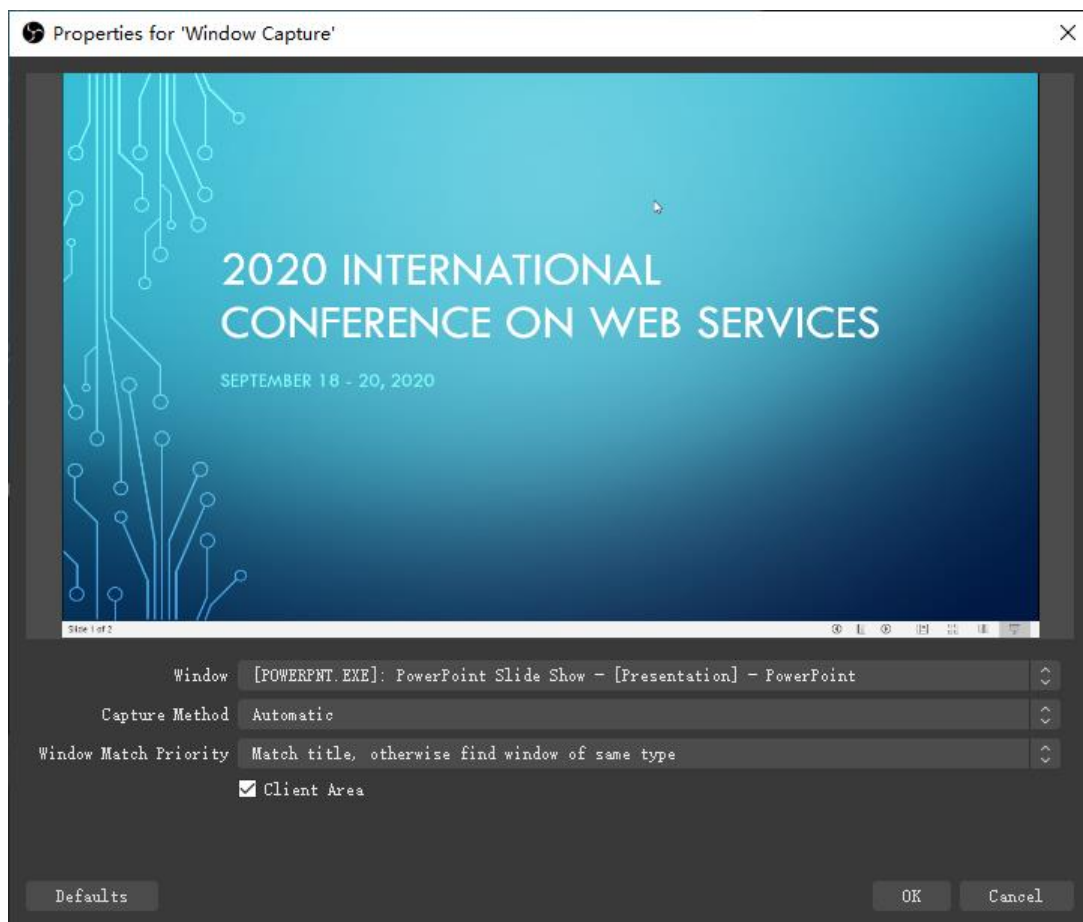 Properties for 'Window Capture'
2020 INTERNATIONAL
CONFERENCE ON WEB SERVICES
SEPTEMBER 18 - 20, 2020
Slide 1 of 2
Window [POWERPNT.EXE]: PowerPoint Slide Show - [Presentation] - PowerPoint
Capture Method Automatic
Window Match Priority Match title, otherwise find window of same type
Client Area
Defaults OK Cancel